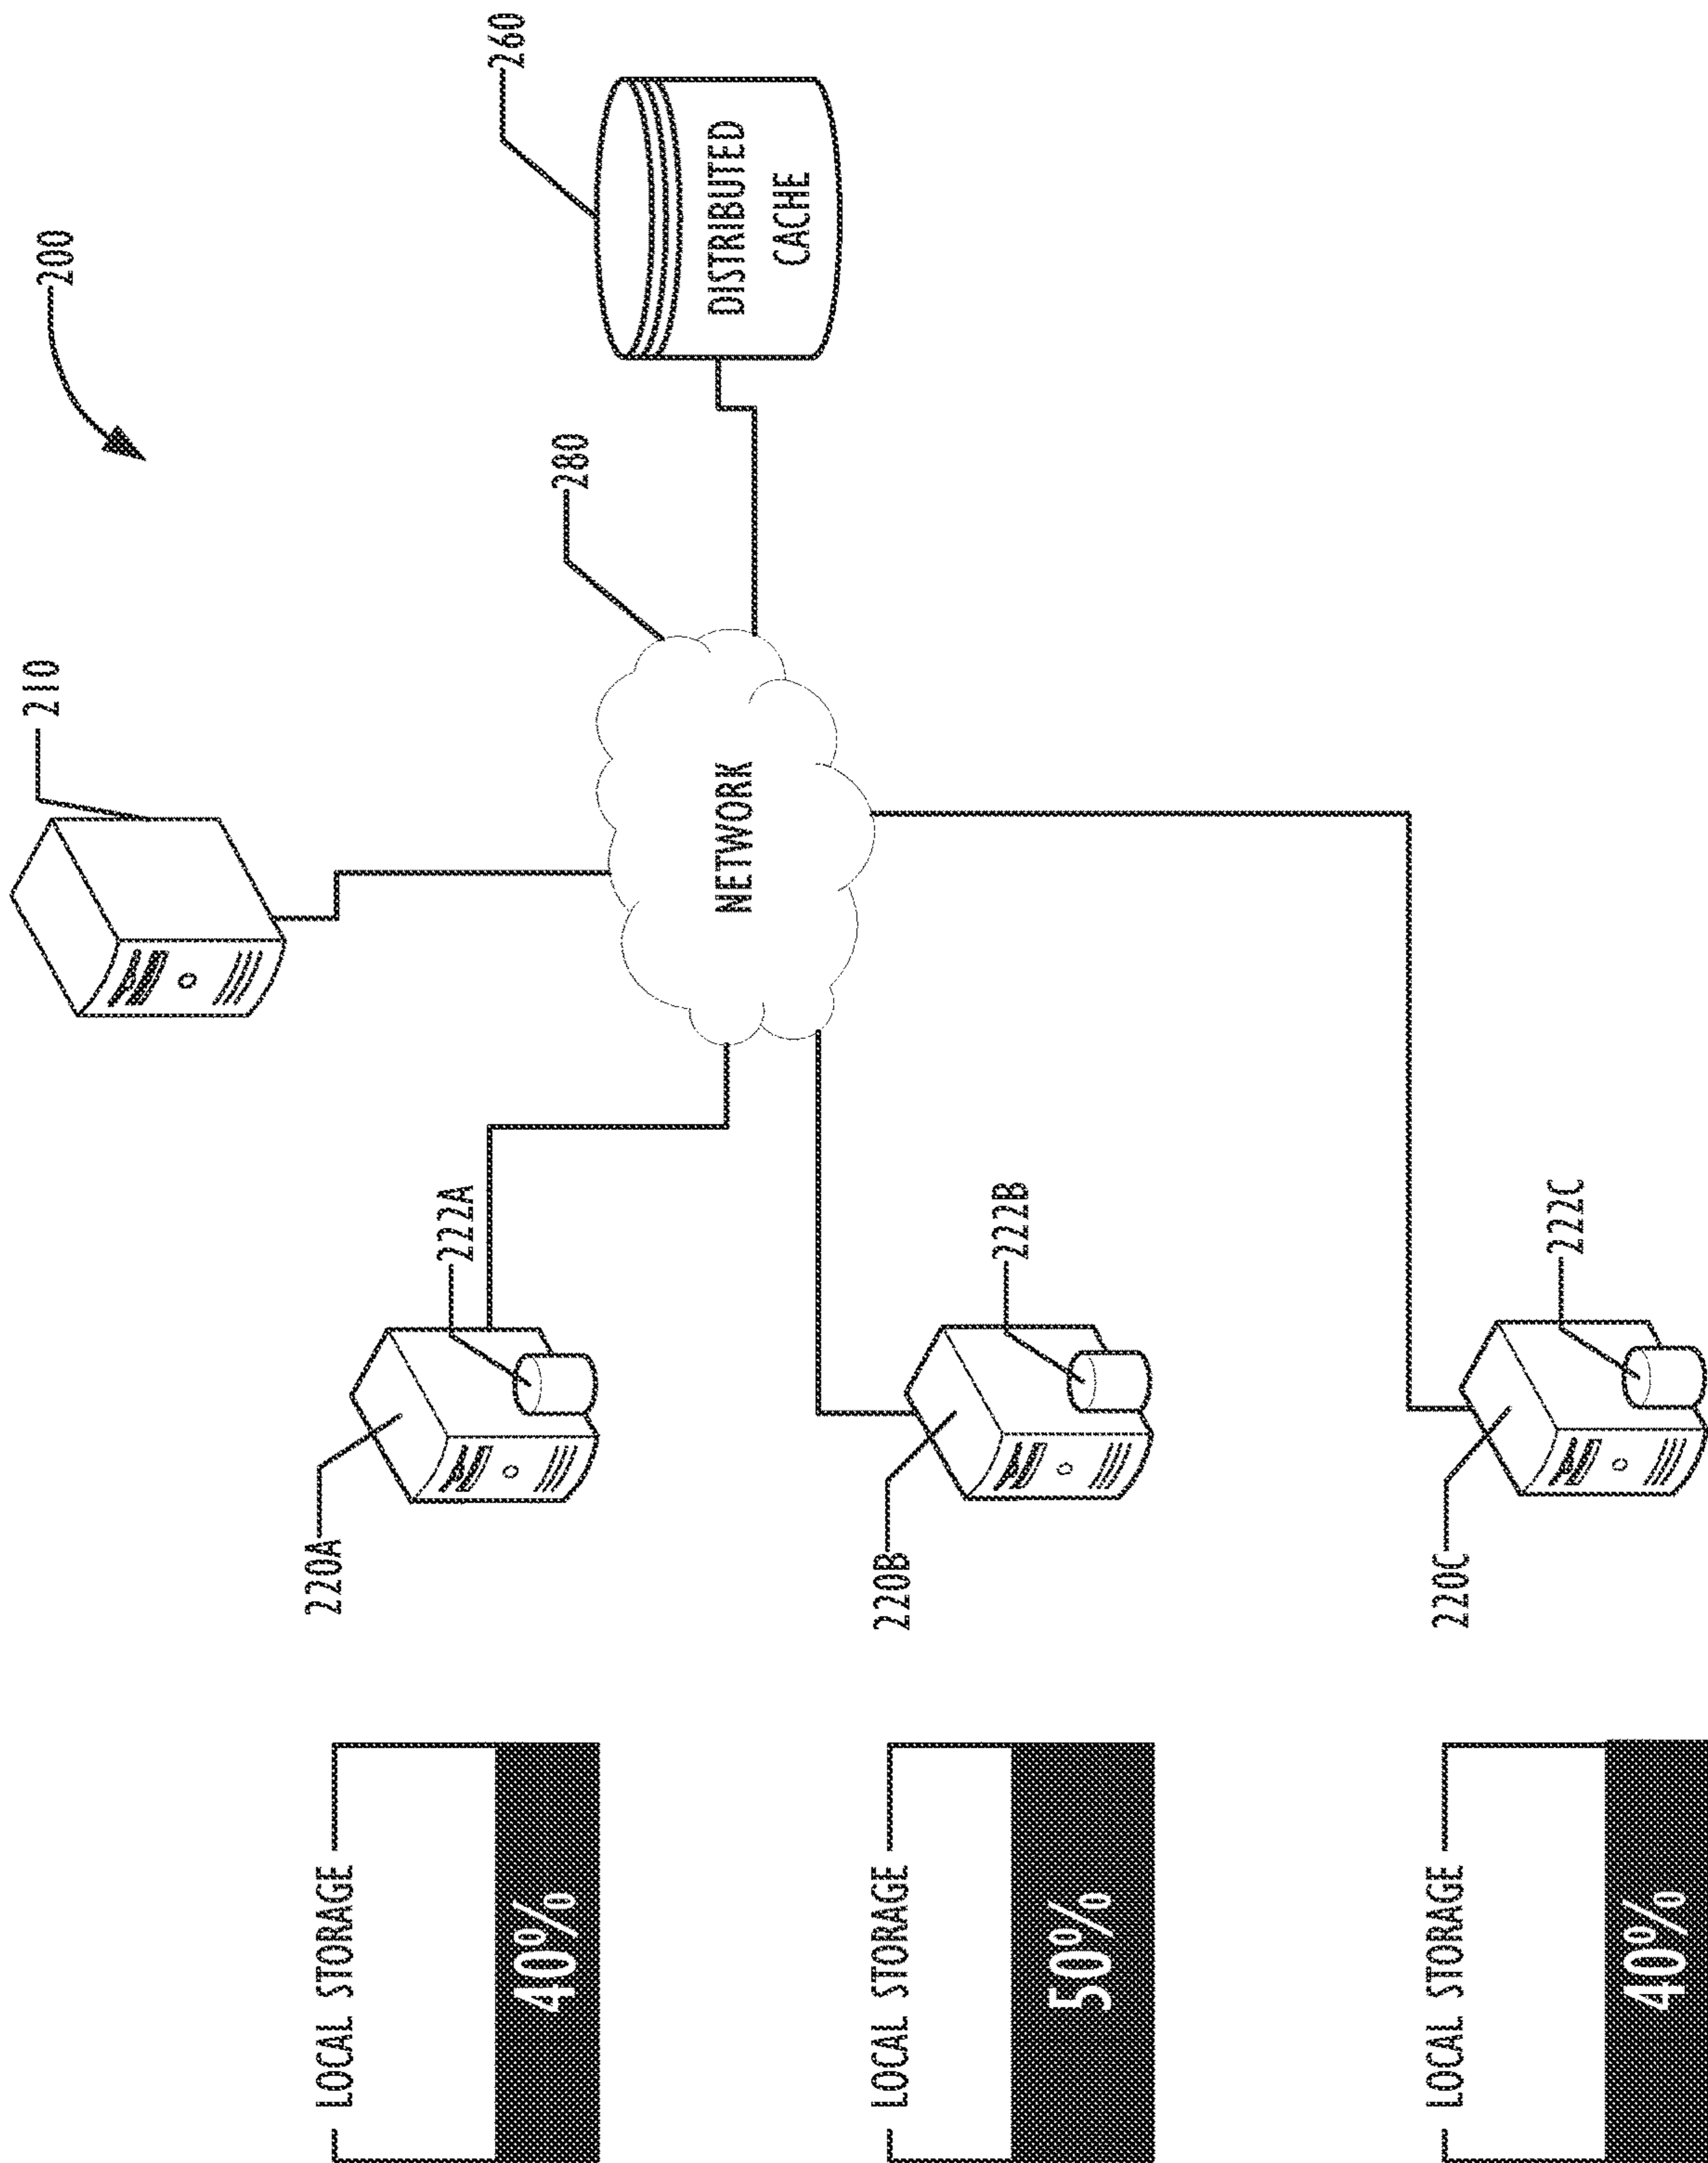 200
210
260
280
DISTRIBUTED
CACHE
NETWORK
220A
222A
LOCAL STORAGE
40%
220B
222B
LOCAL STORAGE
50%
220C
222C
LOCAL STORAGE
40%